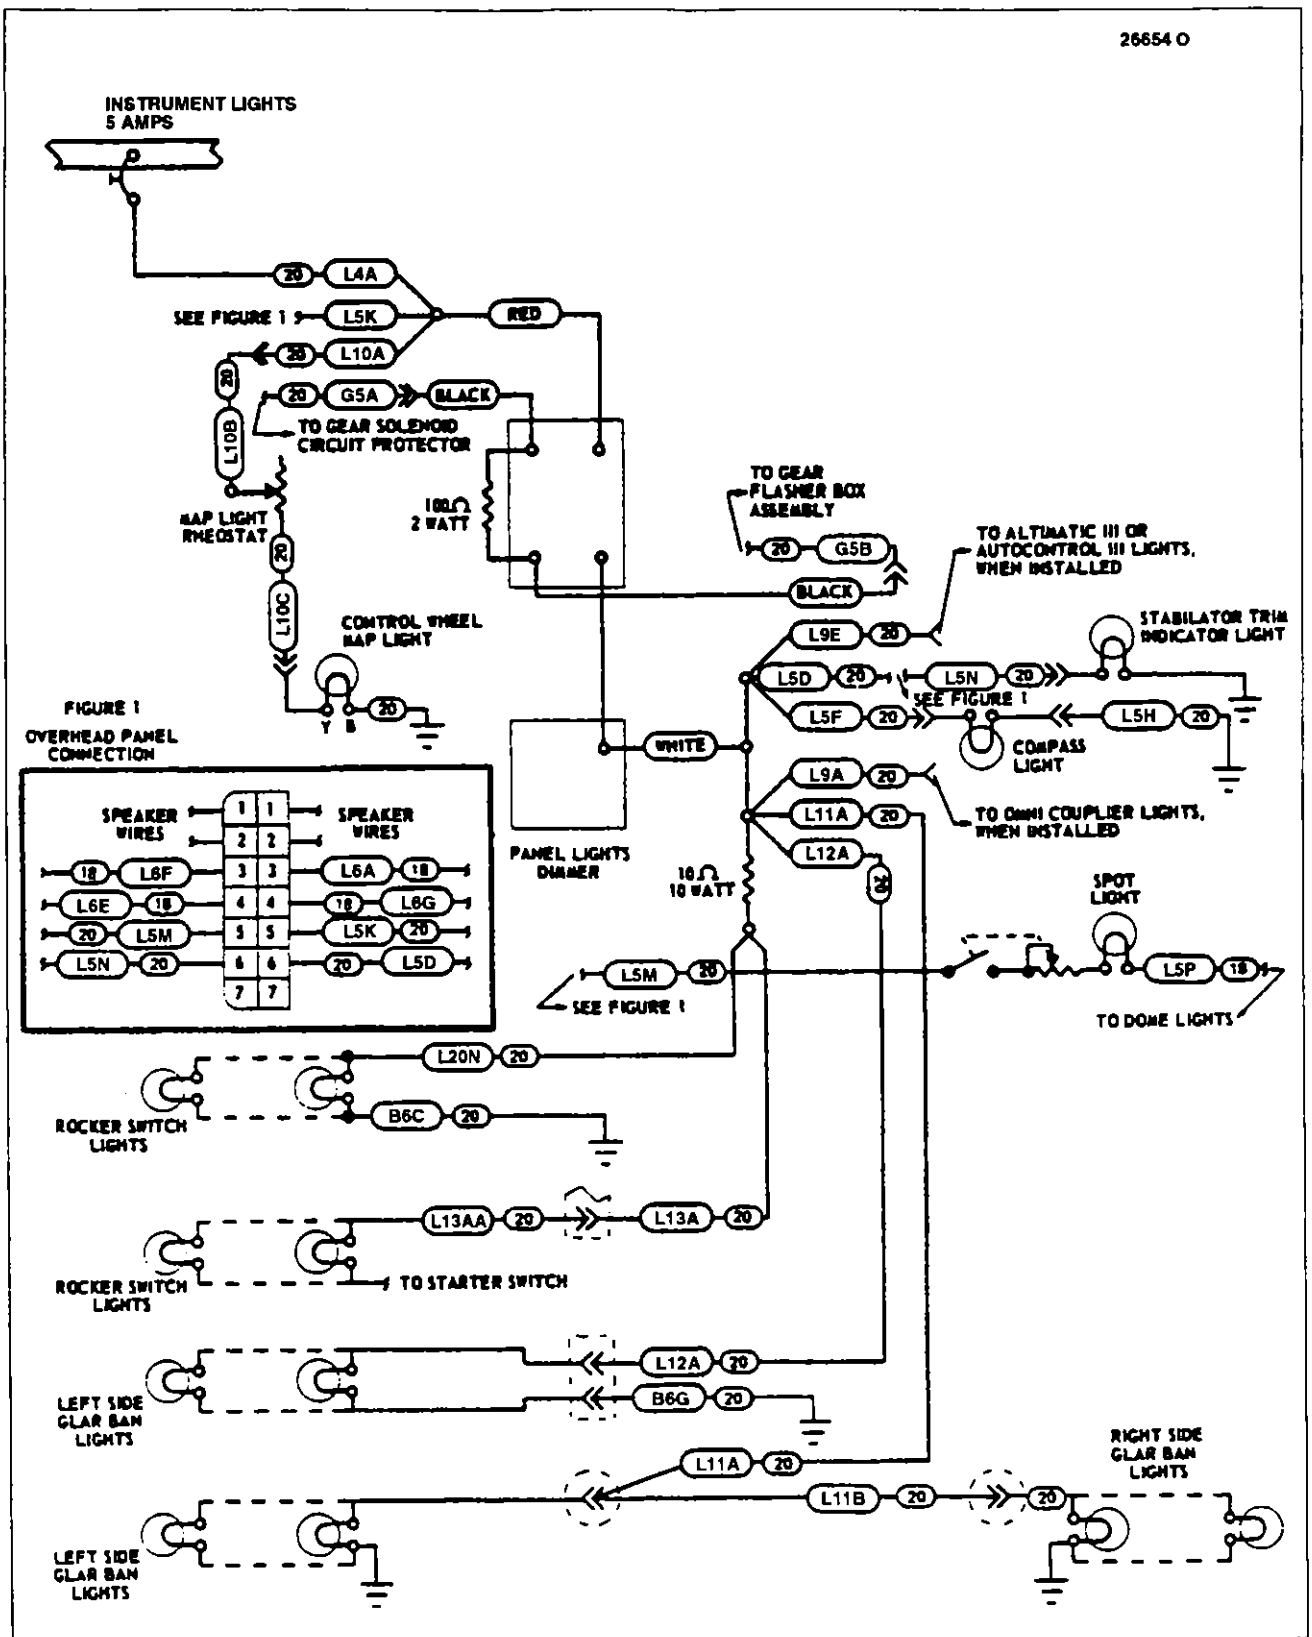 26654 O
INSTRUMENT LIGHTS
5 AMPS
20 L4A
SEE FIGURE 1 L5K RED
20 L10A
20 G5A BLACK
TO GEAR SOLENOID
CIRCUIT PROTECTOR
20
L10B
MAP LIGHT
RHEOSTAT
100Ω
2 WATT
20
L10C
TO GEAR
FLASHER BOX
ASSEMBLY
20 G5B
BLACK
TO ALTIMATIC III OR
AUTOCONTROL III LIGHTS,
WHEN INSTALLED
CONTROL WHEEL
MAP LIGHT
Y B 20
L9E 20
STABILATOR TRIM
INDICATOR LIGHT
L5D 20 L5N 20
SEE FIGURE 1
L5F 20 L5H 20
COMPASS
LIGHT
WHITE
PANEL LIGHTS
DIMMER
L9A 20
L11A 20
L12A
20
TO OMNI COUPLIER LIGHTS,
WHEN INSTALLED
10Ω
10 WATT
SPOT
LIGHT
L5M 20
SEE FIGURE 1
L5P 18
TO DOME LIGHTS
FIGURE 1
OVERHEAD PANEL
CONNECTION
SPEAKER
WIRES
1 1
SPEAKER
WIRES
2 2
18 L6F 3 3 L6A 18
L6E 18 4 4 18 L6G
20 L5M 5 5 L5K 20
L5N 20 6 6 20 L5D
7 7
L20N 20
B6C 20
ROCKER SWITCH
LIGHTS
L13AA 20 L13A 20
TO STARTER SWITCH
ROCKER SWITCH
LIGHTS
L12A 20
B6G 20
LEFT SIDE
GLAR BAN
LIGHTS
L11A 20
L11B 20 20
RIGHT SIDE
GLAR BAN
LIGHTS
LEFT SIDE
GLAR BAN
LIGHTS